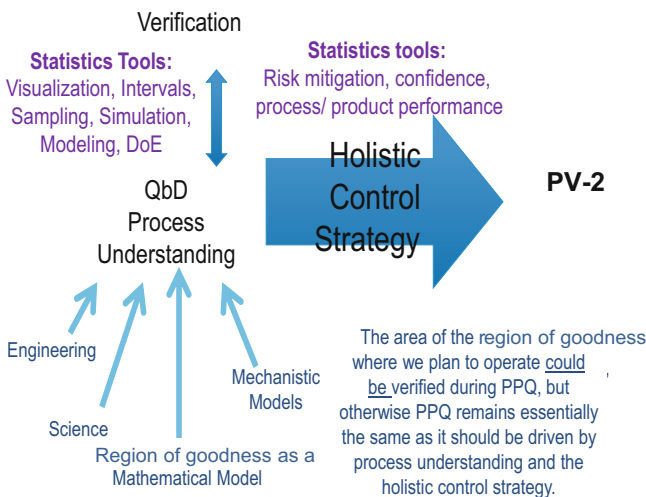 Verification
Statistics Tools:
Visualization, Intervals,
Sampling, Simulation,
Modeling, DoE
Statistics tools:
Risk mitigation, confidence,
process/ product performance
QbD
Process
Understanding
Holistic
Control
Strategy
PV-2
Engineering
Science
Region of goodness as a
Mathematical Model
Mechanistic
Models
The area of the region of goodness
where we plan to operate could ,
be verified during PPQ, but
otherwise PPQ remains essentially
the same as it should be driven by
process understanding and the
holistic control strategy.